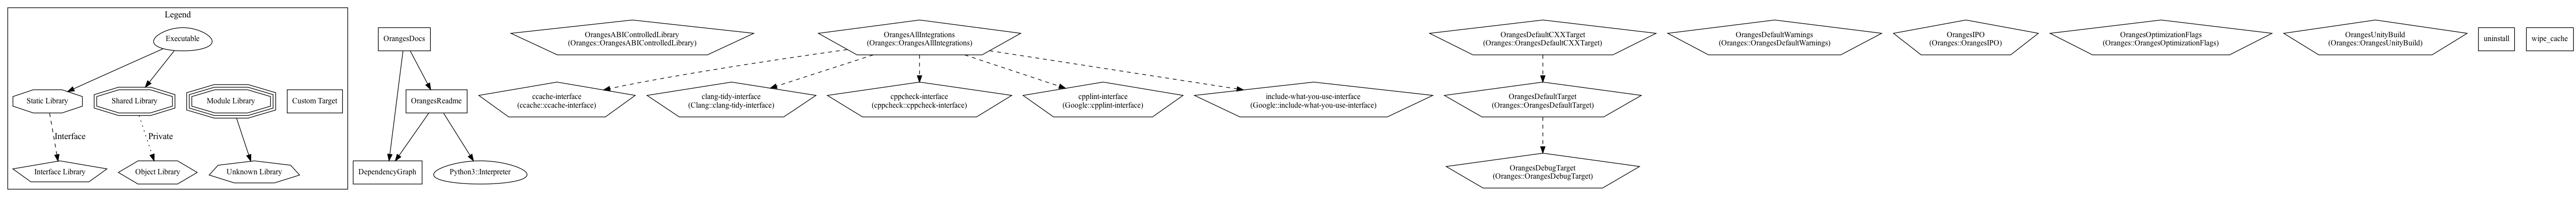 Legend
Executable
Static Library
Shared Library
Module Library
Custom Target
Interface
Private
Interface Library
Object Library
Unknown Library
OrangesDocs
OrangesReadme
DependencyGraph
Python3::Interpreter
OrangesABIControlledLibrary
(Oranges::OrangesABIControlledLibrary)
OrangesAllIntegrations
(Oranges::OrangesAllIntegrations)
ccache-interface
(ccache::ccache-interface)
clang-tidy-interface
(Clang::clang-tidy-interface)
cppcheck-interface
(cppcheck::cppcheck-interface)
cpplint-interface
(Google::cpplint-interface)
include-what-you-use-interface
(Google::include-what-you-use-interface)
OrangesDefaultCXXTarget
(Oranges::OrangesDefaultCXXTarget)
OrangesDefaultTarget
(Oranges::OrangesDefaultTarget)
OrangesDebugTarget
(Oranges::OrangesDebugTarget)
OrangesDefaultWarnings
(Oranges::OrangesDefaultWarnings)
OrangesIPO
(Oranges::OrangesIPO)
OrangesOptimizationFlags
(Oranges::OrangesOptimizationFlags)
OrangesUnityBuild
(Oranges::OrangesUnityBuild)
uninstall
wipe_cache